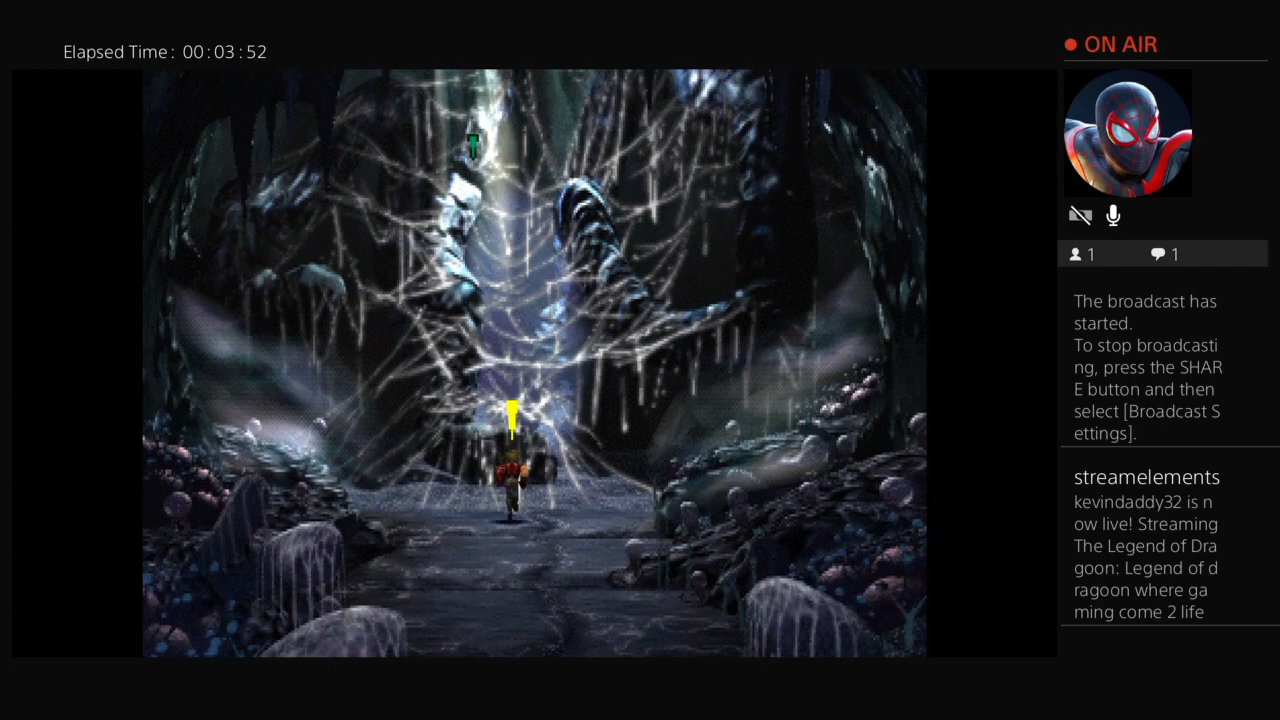 Elapsed Time: 00:03:52
ON AIR
1
1
The broadcast has
started.
To stop broadcasti
ng, press the SHAR
E button and then
select [Broadcast S
ettings].
streamelements
kevindaddy32 is n
ow live! Streaming
The Legend of Dra
goon: Legend of d
ragoon where ga
ming come 2 life